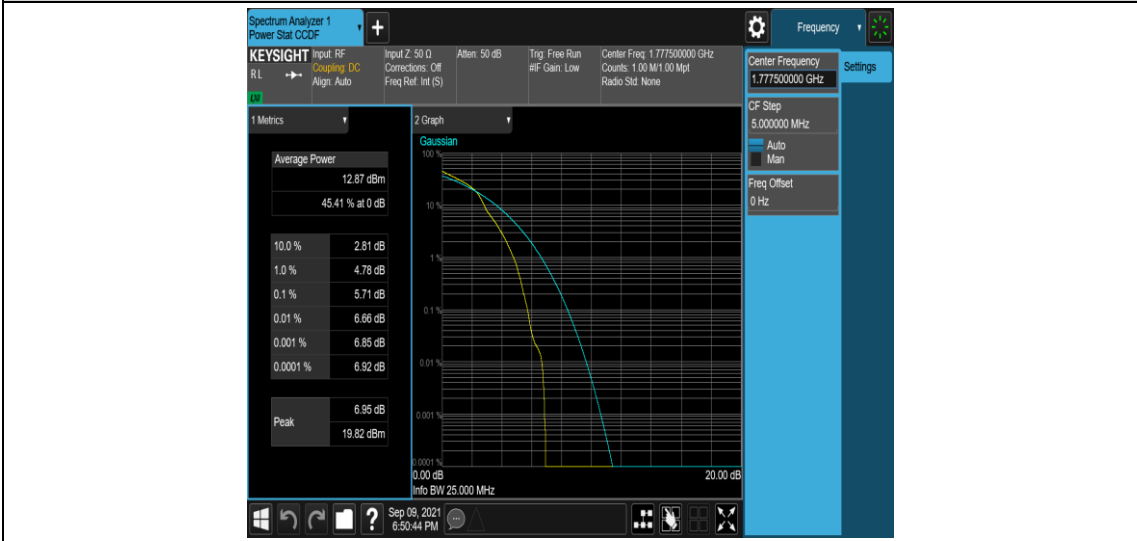 Spectrum Analyzer 1
Power Stat CCDF
+
Frequency
KEYSIGHT
RL
Input: RF
Coupling: DC
Align: Auto
Input Z: 50 Ω
Corrections: Off
Freq Ref: Int (S)
Atten: 50 dB
Trig: Free Run
#IF Gain: Low
Center Freq: 1.777500000 GHz
Counts: 1.00 M/1.00 Mpt
Radio Std: None
Center Frequency
1.777500000 GHz
Settings
CF Step
5.000000 MHz
Auto
Man
Freq Offset
0 Hz
1 Metrics
Average Power
12.87 dBm
45.41 % at 0 dB
10.0 % 2.81 dB
1.0 % 4.78 dB
0.1 % 5.71 dB
0.01 % 6.66 dB
0.001 % 6.85 dB
0.0001 % 6.92 dB
Peak
6.95 dB
19.82 dBm
2 Graph
Gaussian
100 %
10 %
1 %
0.1 %
0.01 %
0.001 %
0.0001 %
0.00 dB 20.00 dB
Info BW 25.000 MHz
?
Sep 09, 2021
6:50:44 PM